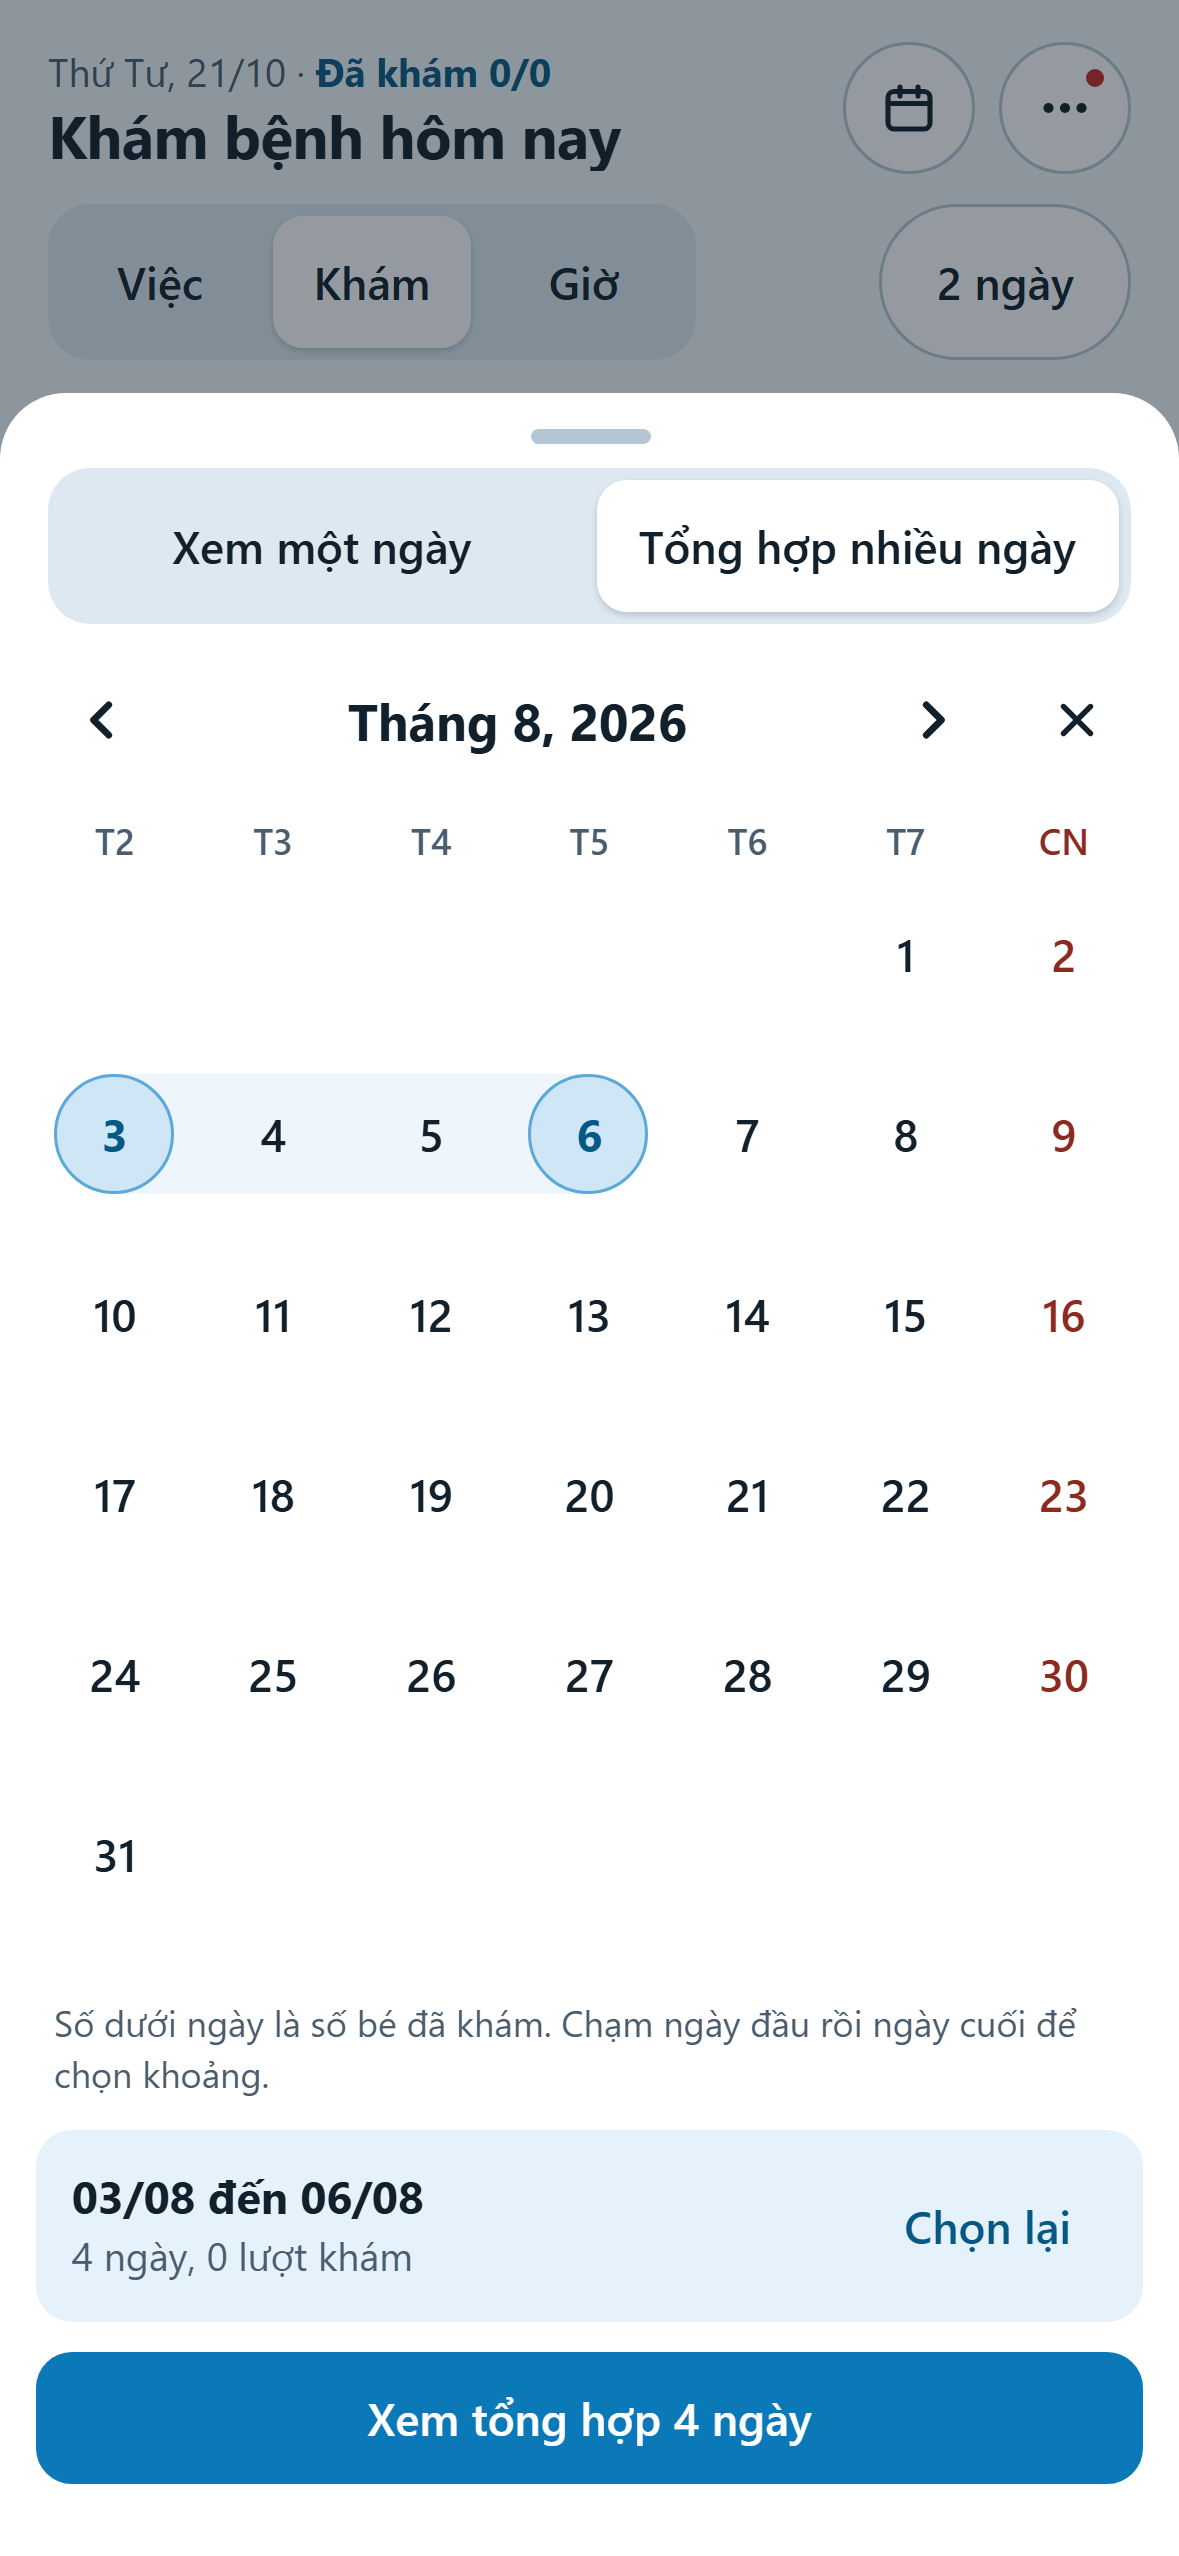 Thứ Tư, 21/10 · Đã khám 0/0
Khám bệnh hôm nay
Việc Khám Giờ 2 ngày
Xem một ngày Tổng hợp nhiều ngày
Tháng 8, 2026
T2 T3 T4 T5 T6 T7 CN
1 2
3 4 5 6 7 8 9
10 11 12 13 14 15 16
17 18 19 20 21 22 23
24 25 26 27 28 29 30
31
Số dưới ngày là số bé đã khám. Chạm ngày đầu rồi ngày cuối để
chọn khoảng.
03/08 đến 06/08
4 ngày, 0 lượt khám
Chọn lại
Xem tổng hợp 4 ngày